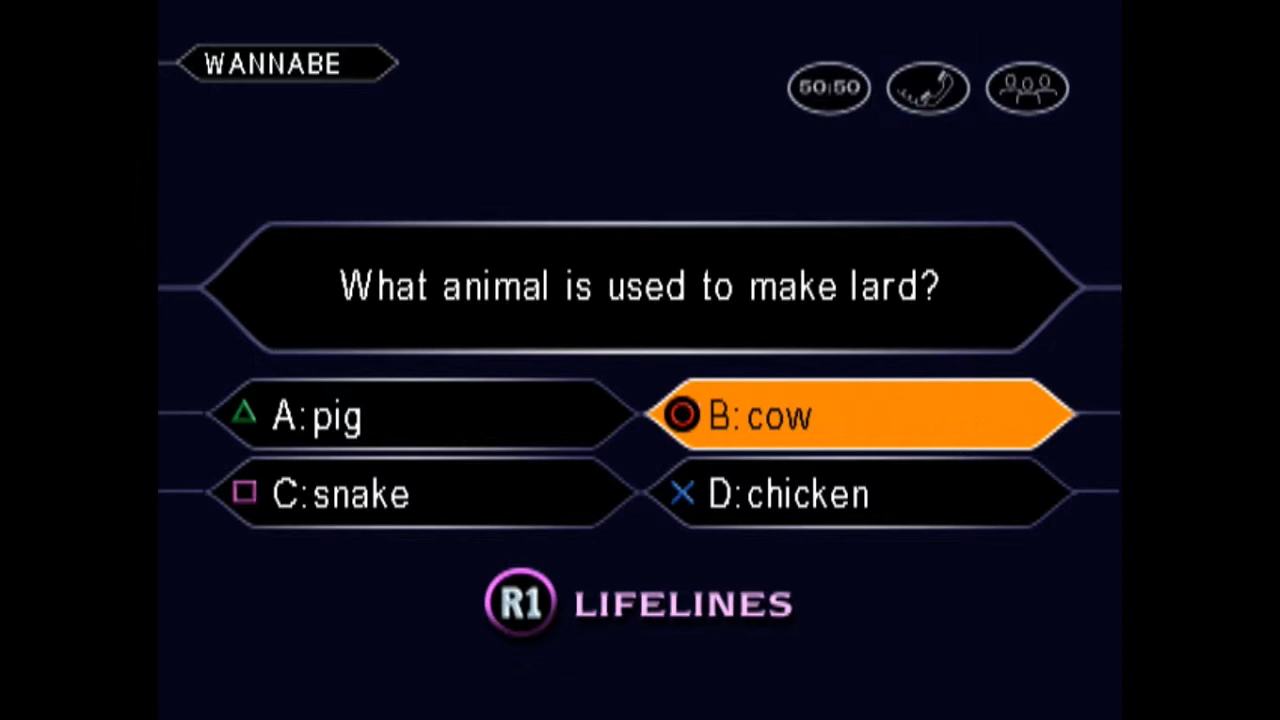 WANNABE
50:50
What animal is used to make lard?
A: pig
B: cow
C: snake
D: chicken
R1 LIFELINES